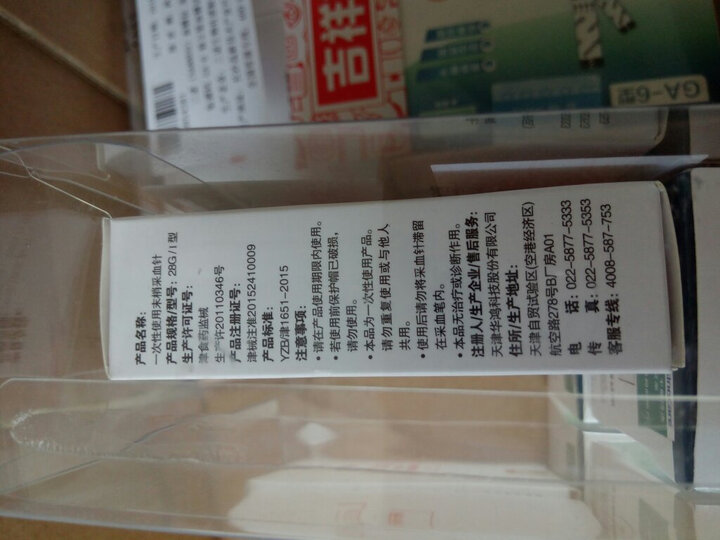 产品名称:
一次性使用末梢采血针
产品规格/型号: 28G/Ⅰ型
生产许可证号:
津食药监械
生产许20110346号
产品注册证号:
津械注准20152410009
产品标准:
YZB/津1651-2015
注意事项:
•请在产品使用期限内使用。
•若使用前保护帽已破损，
请勿使用。
•本品为一次性使用产品。
请勿重复使用或与他人
共用。
•使用后请勿将采血针滞留
在采血笔内。
•本品无治疗或诊断作用。
注册人/生产企业/售后服务:
天津华鸿科技股份有限公司
住所/生产地址:
天津自贸试验区(空港经济区)
航空路278号B厂房A01
电 话: 022-5877-5333
传 真: 022-5877-5353
客服专线: 4008-587-753
吉祥
GA-6型